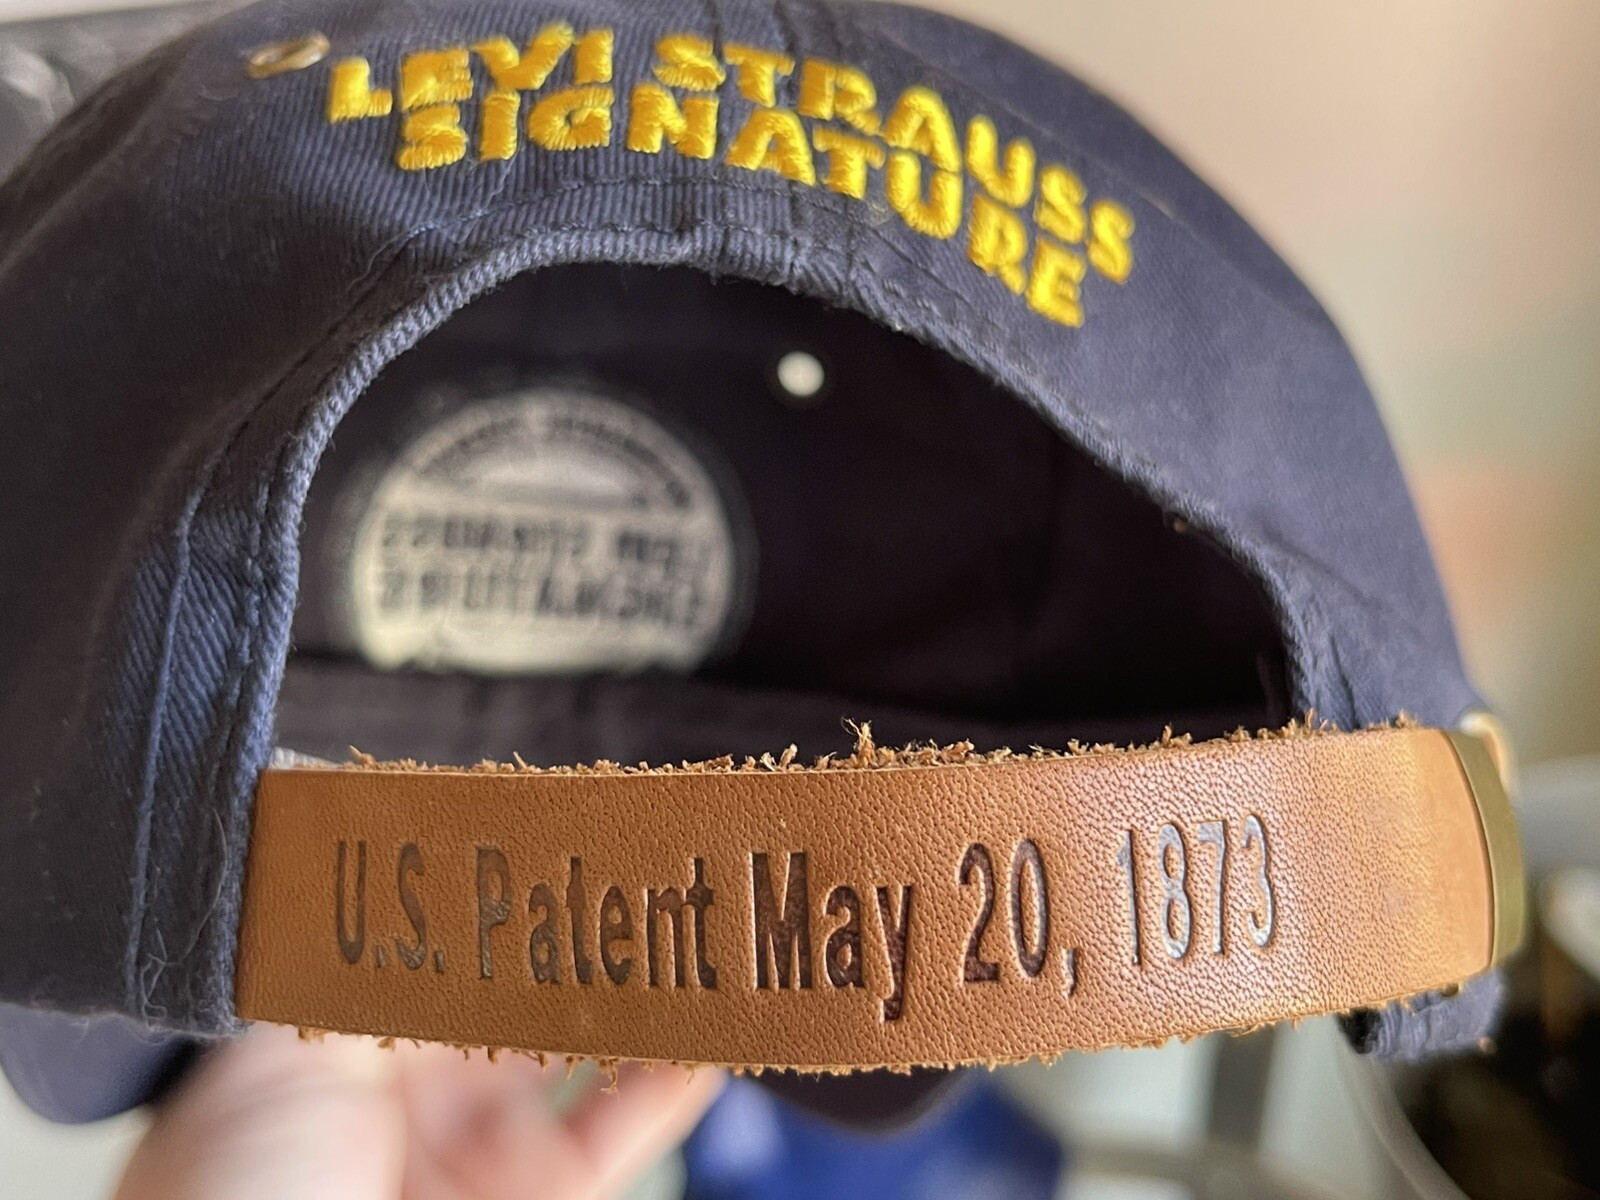 LEVI STRAUSS
SIGNATURE
U.S. Patent May 20, 1873